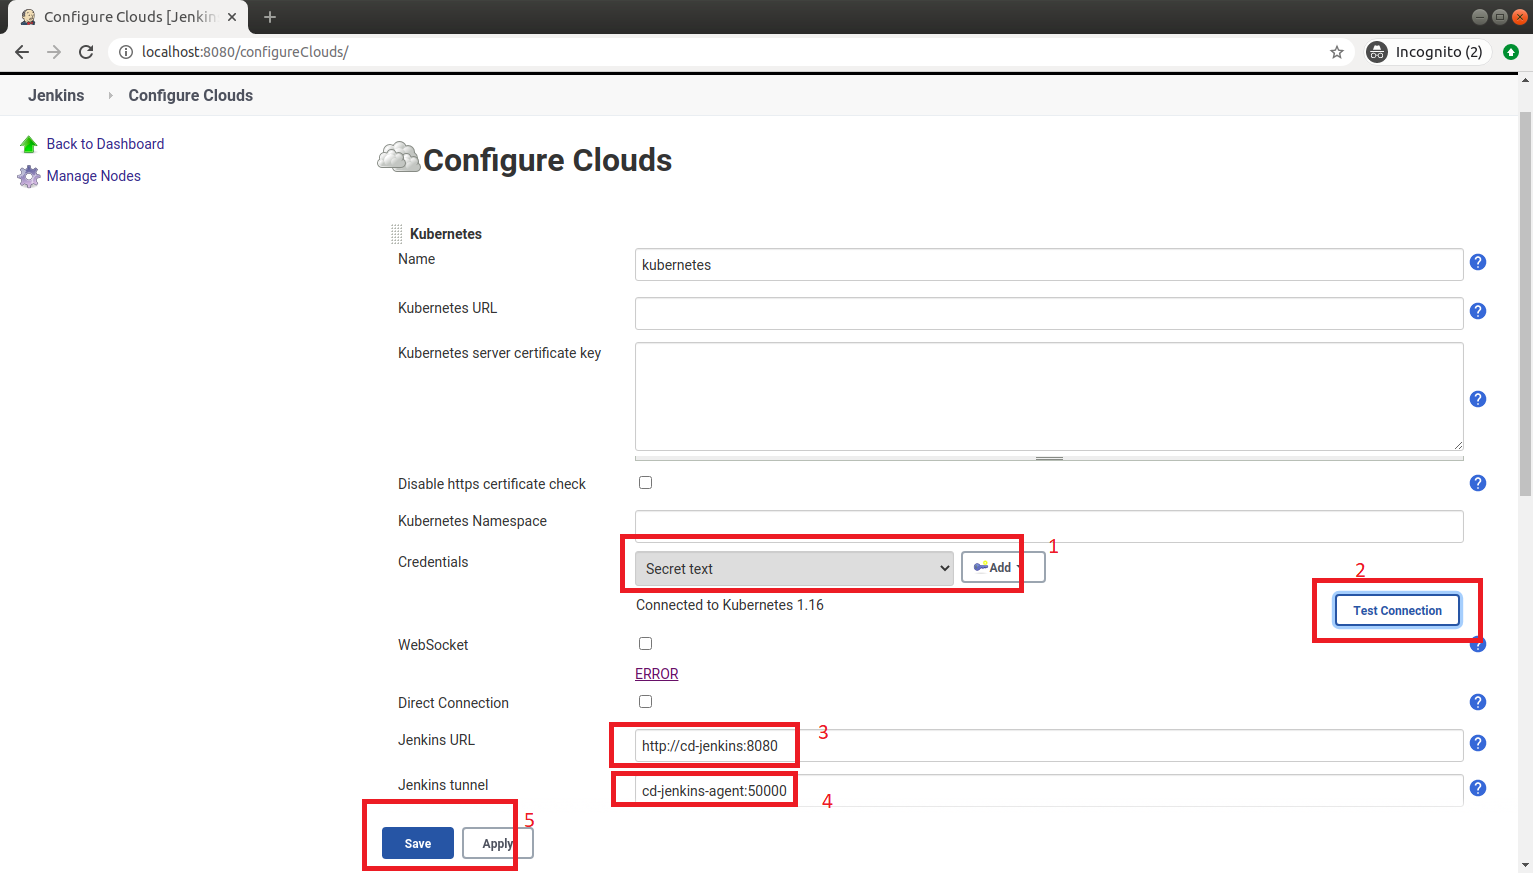 Configure Clouds [Jenkin
localhost:8080/configureClouds/
Incognito (2)
Jenkins
Configure Clouds
Back to Dashboard
Manage Nodes
Configure Clouds
Kubernetes
Name
kubernetes
?
Kubernetes URL
?
Kubernetes server certificate key
?
Disable https certificate check
?
Kubernetes Namespace
Credentials
Secret text
Add
1
Connected to Kubernetes 1.16
2
Test Connection
WebSocket
?
ERROR
Direct Connection
?
Jenkins URL
http://cd-jenkins:8080
3
?
Jenkins tunnel
cd-jenkins-agent:50000
4
?
5
Save
Apply